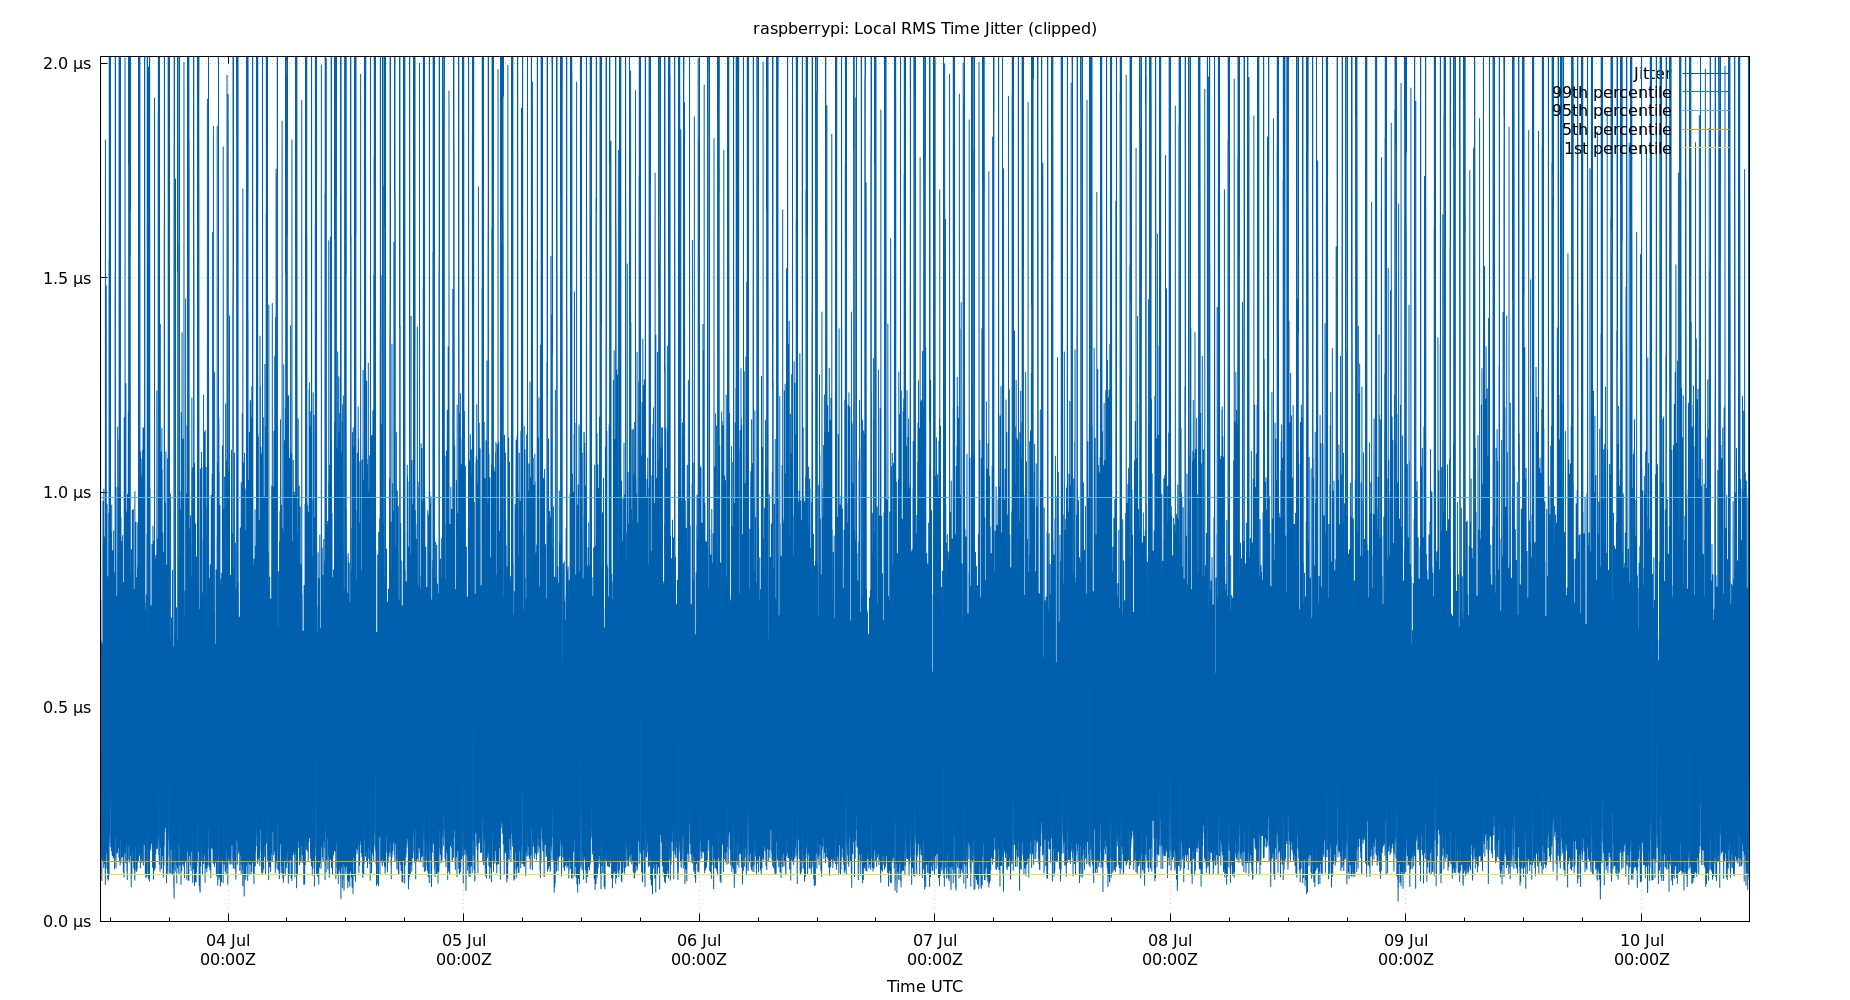 raspberrypi: Local RMS Time Jitter (clipped)
2.0 µs
1.5 µs
1.0 µs
0.5 µs
0.0 µs
Jitter
99th percentile
95th percentile
5th percentile
1st percentile
04 Jul 05 Jul 06 Jul 07 Jul 08 Jul 09 Jul 10 Jul
00:00Z 00:00Z 00:00Z 00:00Z 00:00Z 00:00Z 00:00Z
Time UTC